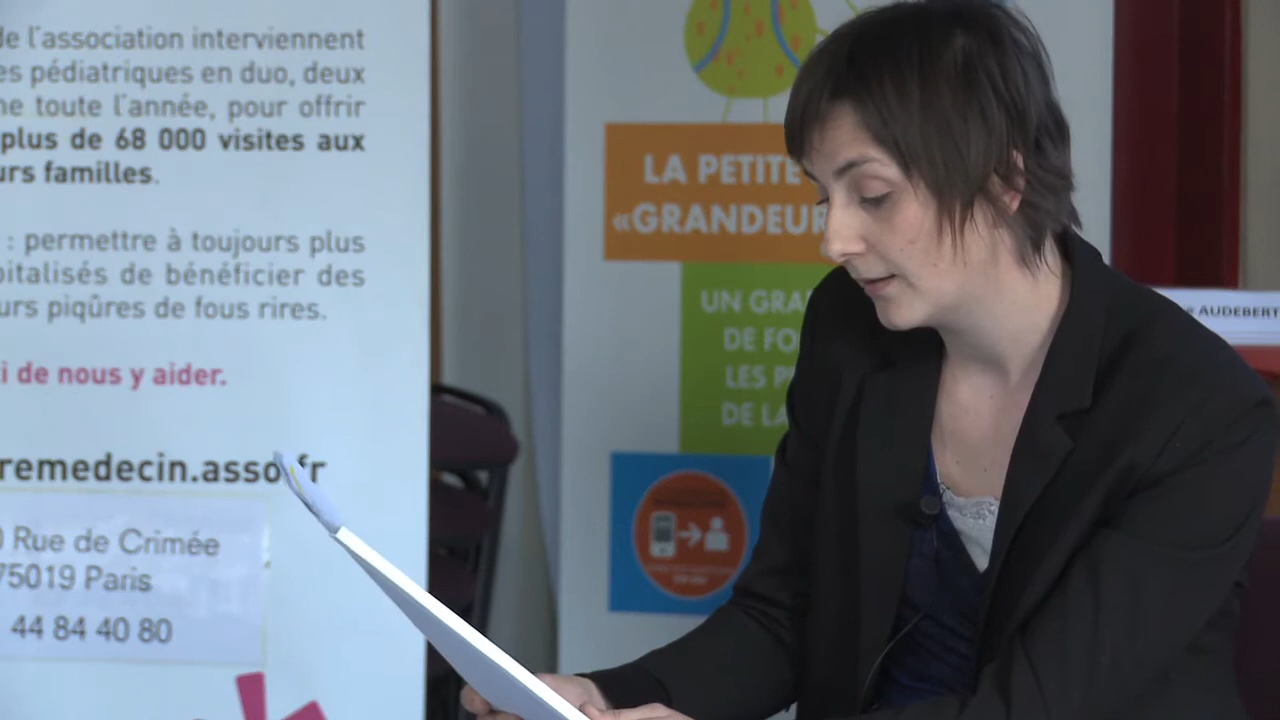 de l'association interviennent
es pédiatriques en duo, deux
ne toute l'année, pour offrir
plus de 68 000 visites aux
urs familles.
: permettre à toujours plus
pitalisés de bénéficier des
urs piqûres de fous rires.
i de nous y aider.
remedecin.asso.fr
0 Rue de Crimée
75019 Paris
44 84 40 80
LA PETITE
«GRANDEUR
UN GRA
DE FO
LES P
DE LA
AUDEBERT